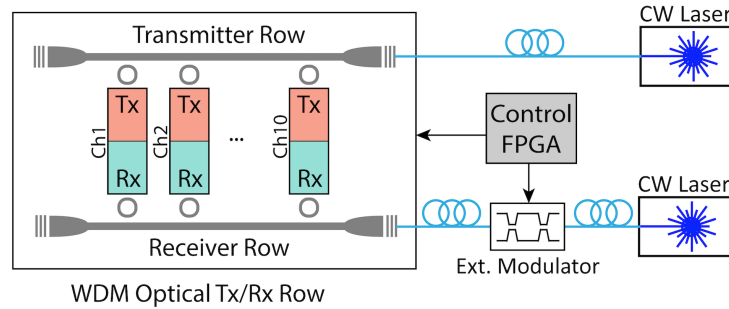 Transmitter Row
CW Laser
Tx
Tx
Tx
Ch1
Ch2
...
Ch10
Rx
Rx
Rx
Control
FPGA
CW Laser
Receiver Row
Ext. Modulator
WDM Optical Tx/Rx Row